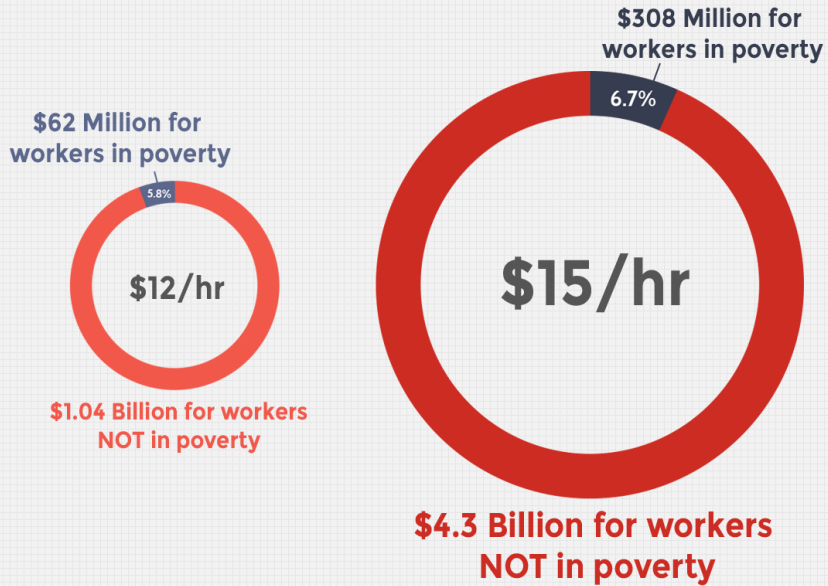 $62 Million for
workers in poverty
5.8%
$12/hr
$1.04 Billion for workers
NOT in poverty
$308 Million for
workers in poverty
6.7%
$15/hr
$4.3 Billion for workers
NOT in poverty